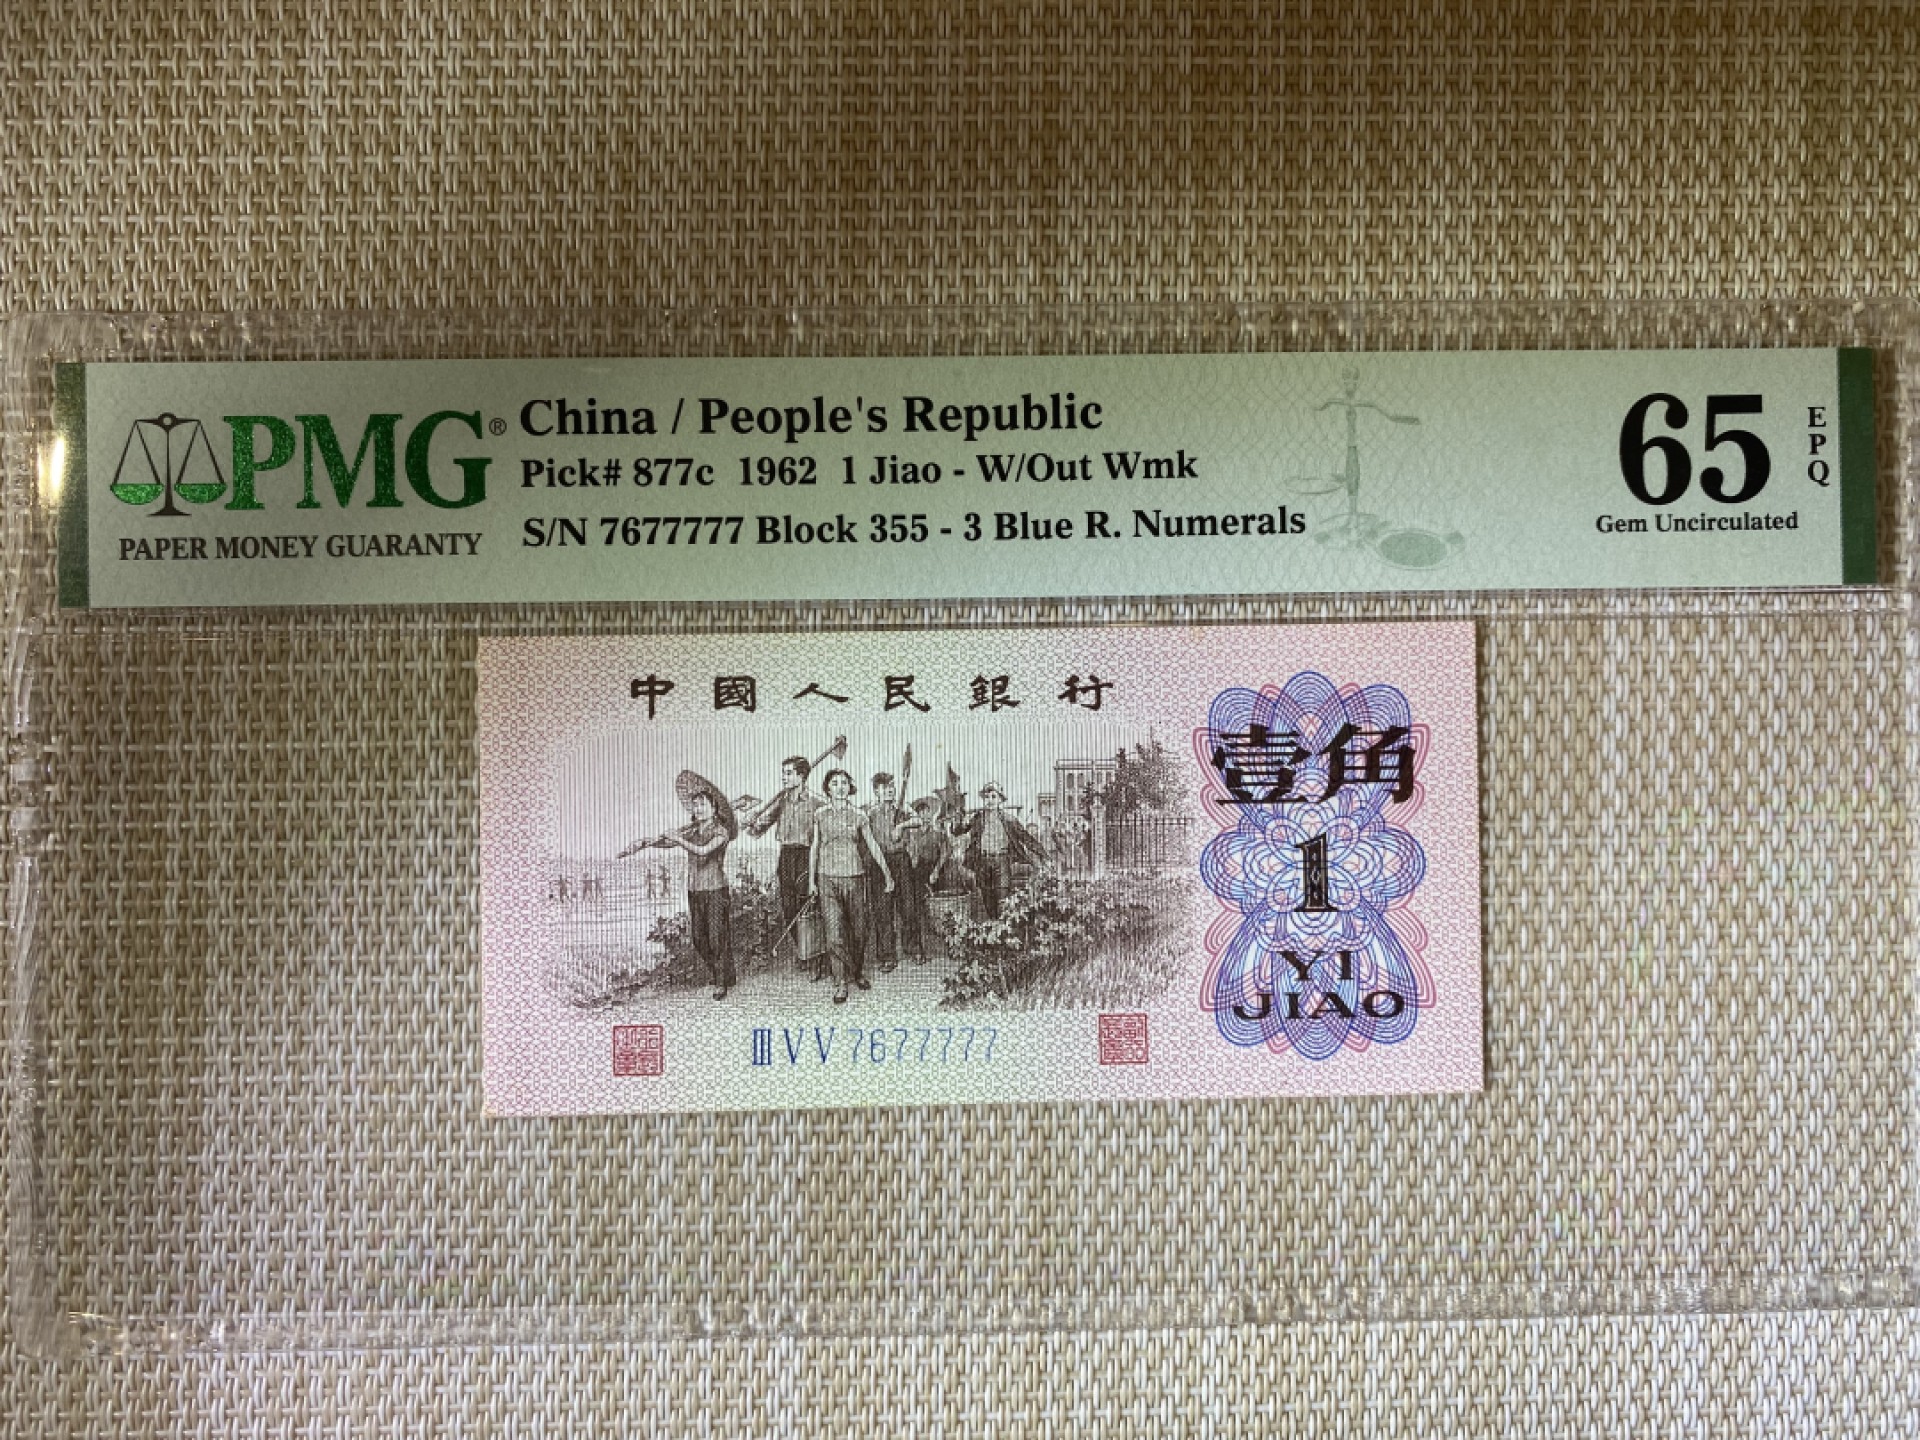 PMG®
PAPER MONEY GUARANTY
China / People's Republic
Pick# 877c 1962 1 Jiao - W/Out Wmk
S/N 7677777 Block 355 - 3 Blue R. Numerals
65
EPQ
Gem Uncirculated
中國人民銀行
壹角
1
YI
JIAO
ⅢⅤⅤ 7677777